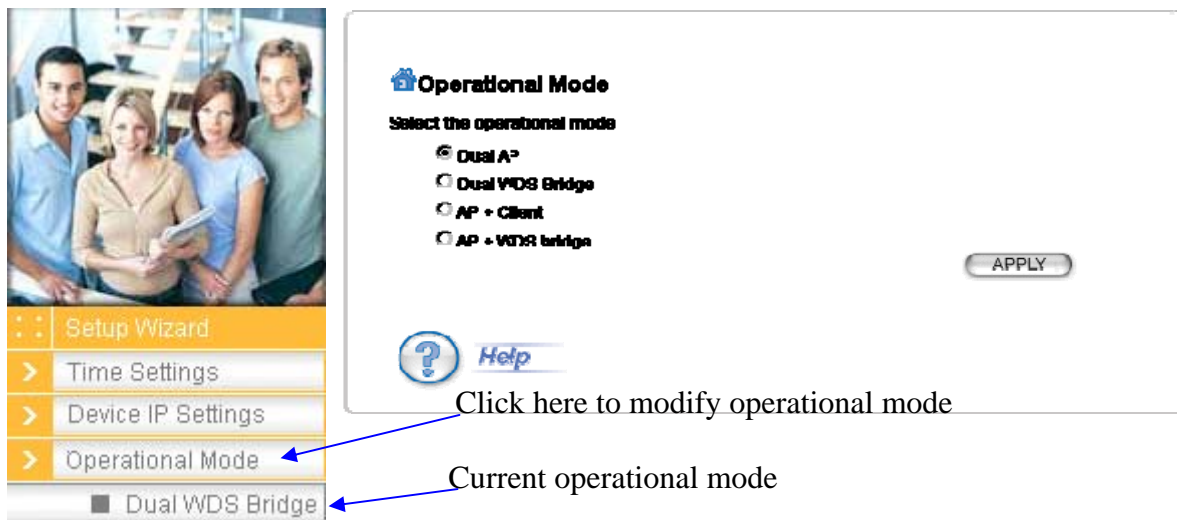 Operational Mode
Select the operational mode
Dual AP
Dual WDS Bridge
AP + Client
AP + WDS bridge
APPLY
Help
Setup Wizard
Time Settings
Device IP Settings
Operational Mode
Dual WDS Bridge
Click here to modify operational mode
Current operational mode